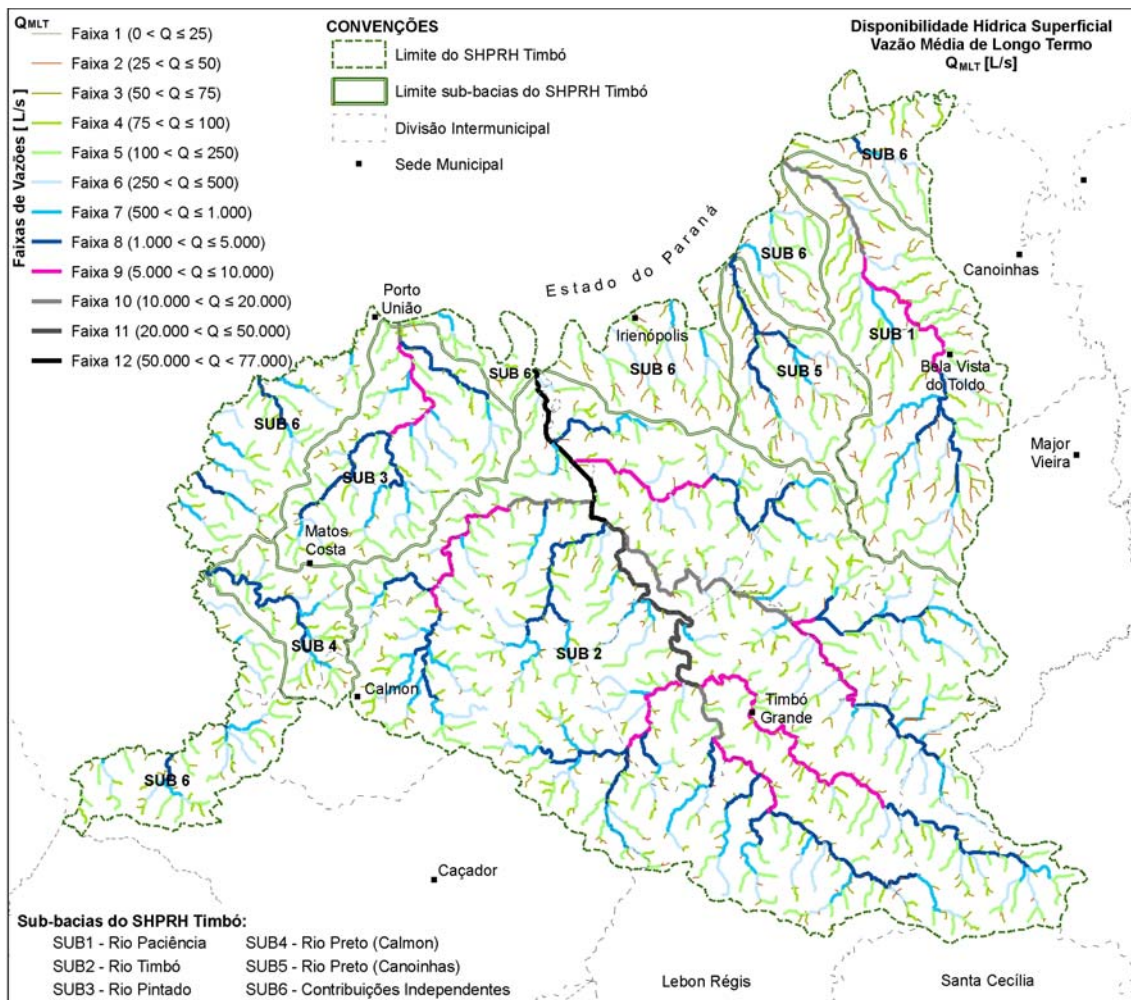 QMLT
Faixas de Vazões [ L/s ]
Faixa 1 (0 < Q ≤ 25)
Faixa 2 (25 < Q ≤ 50)
Faixa 3 (50 < Q ≤ 75)
Faixa 4 (75 < Q ≤ 100)
Faixa 5 (100 < Q ≤ 250)
Faixa 6 (250 < Q ≤ 500)
Faixa 7 (500 < Q ≤ 1.000)
Faixa 8 (1.000 < Q ≤ 5.000)
Faixa 9 (5.000 < Q ≤ 10.000)
Faixa 10 (10.000 < Q ≤ 20.000)
Faixa 11 (20.000 < Q ≤ 50.000)
Faixa 12 (50.000 < Q < 77.000)
CONVENÇÕES
Limite do SHPRH Timbó
Limite sub-bacias do SHPRH Timbó
Divisão Intermunicipal
Sede Municipal
Disponibilidade Hídrica Superficial
Vazão Média de Longo Termo
QMLT [L/s]
SUB 6
SUB 6
Canoinhas
Estado do Paraná
Porto
União
Irienópolis
SUB 1
SUB 6
SUB 6
SUB 5
Bela Vista
do Toldo
SUB 6
Major
Vieira
SUB 3
Matos
Costa
SUB 4
SUB 2
Calmon
Timbó
Grande
SUB 6
Caçador
Lebon Régis
Santa Cecília
Sub-bacias do SHPRH Timbó:
SUB1 - Rio Paciência
SUB2 - Rio Timbó
SUB3 - Rio Pintado
SUB4 - Rio Preto (Calmon)
SUB5 - Rio Preto (Canoinhas)
SUB6 - Contribuições Independentes